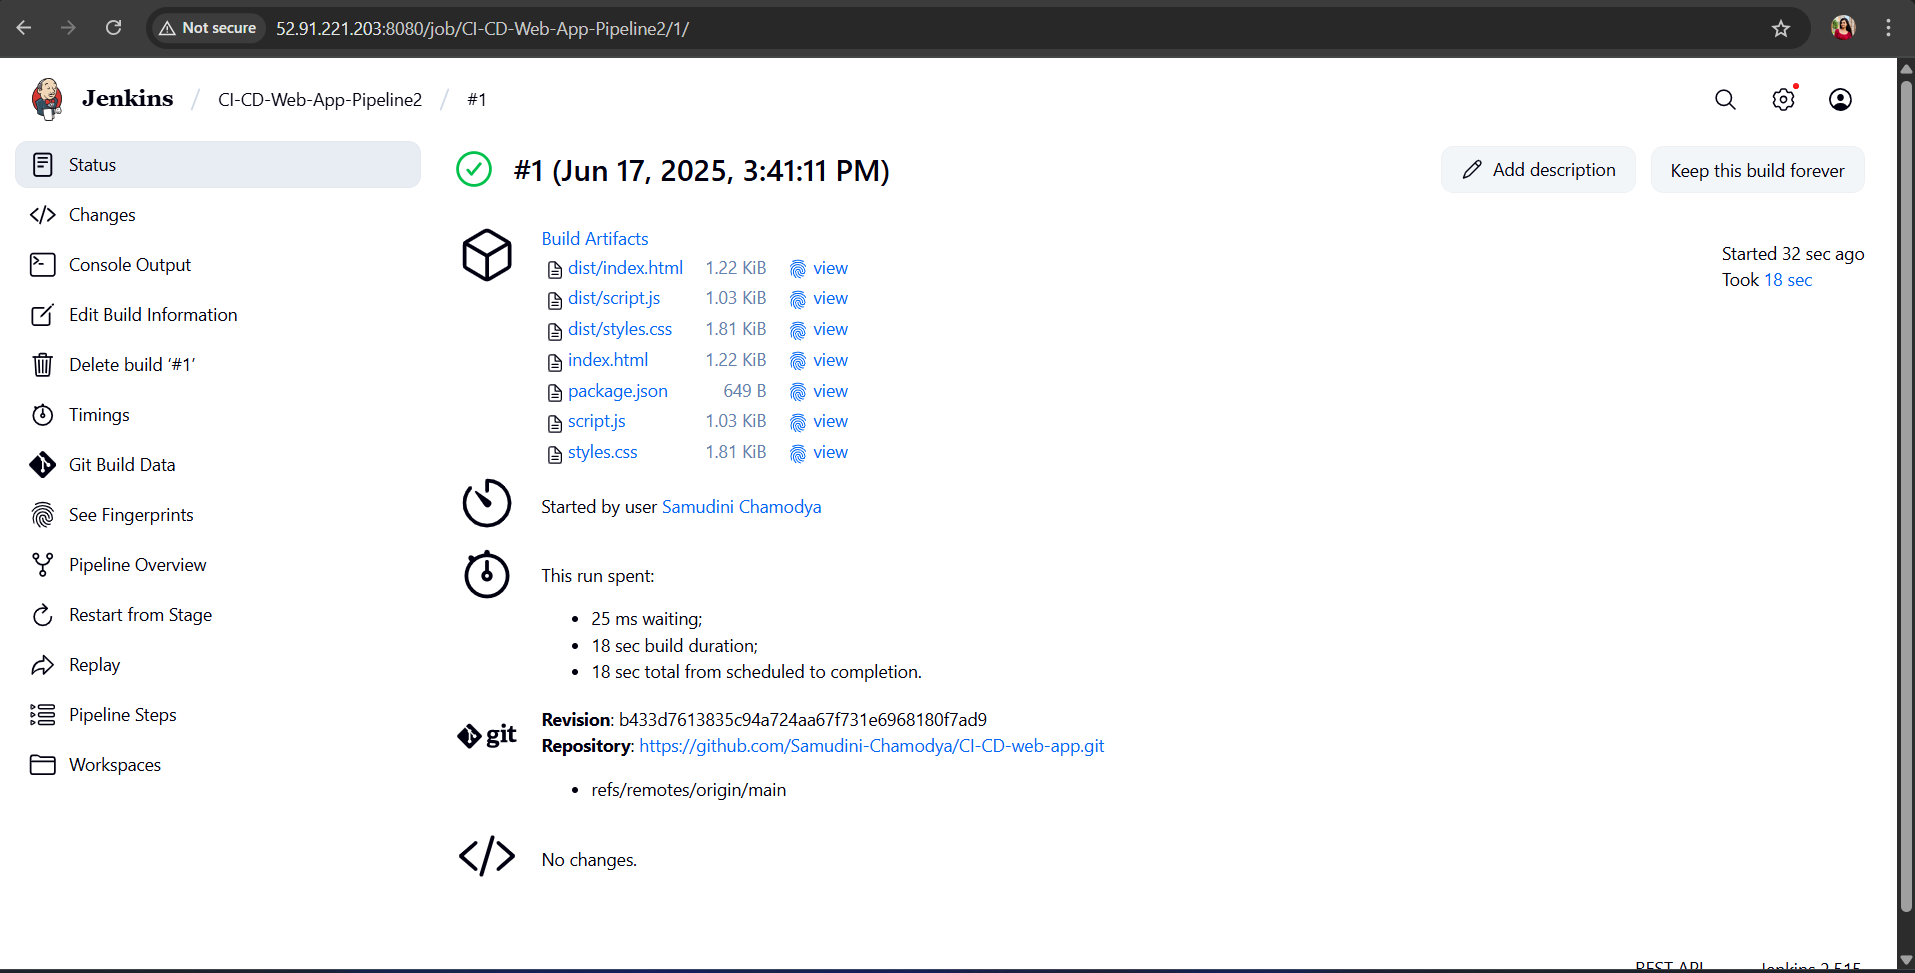 Not secure 52.91.221.203:8080/job/CI-CD-Web-App-Pipeline2/1/
Jenkins / CI-CD-Web-App-Pipeline2 / #1
Status
Changes
Console Output
Edit Build Information
Delete build ‘#1’
Timings
Git Build Data
See Fingerprints
Pipeline Overview
Restart from Stage
Replay
Pipeline Steps
Workspaces
#1 (Jun 17, 2025, 3:41:11 PM)
Add description
Keep this build forever
Started 32 sec ago
Took 18 sec
Build Artifacts
dist/index.html 1.22 KiB view
dist/script.js 1.03 KiB view
dist/styles.css 1.81 KiB view
index.html 1.22 KiB view
package.json 649 B view
script.js 1.03 KiB view
styles.css 1.81 KiB view
Started by user Samudini Chamodya
This run spent:
• 25 ms waiting;
• 18 sec build duration;
• 18 sec total from scheduled to completion.
git
Revision: b433d7613835c94a724aa67f731e6968180f7ad9
Repository: https://github.com/Samudini-Chamodya/CI-CD-web-app.git
• refs/remotes/origin/main
No changes.
REST API Jenkins 2.515